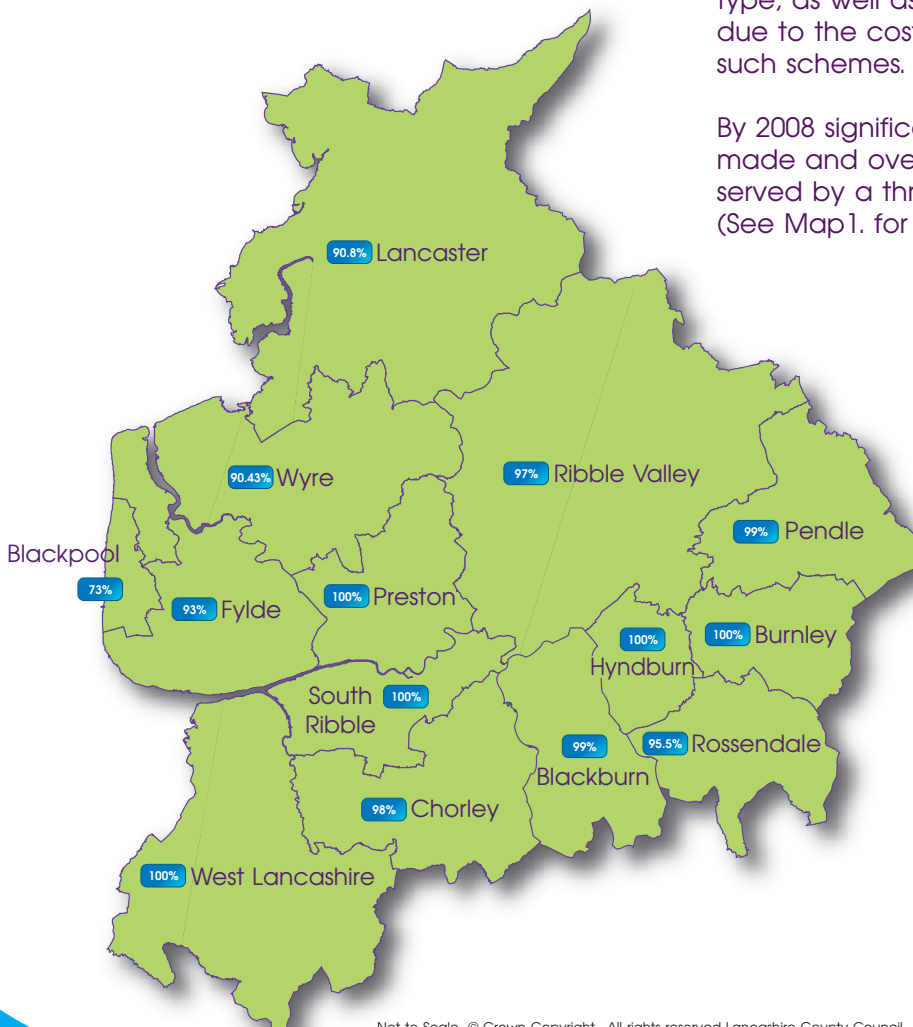 type, as well as
due to the cost
such schemes.
By 2008 significa
made and ove
served by a thr
(See Map1. for
90.8% Lancaster
90.43% Wyre
97% Ribble Valley
99% Pendle
Blackpool
73%
93% Fylde
100% Preston
100% Burnley
100%
Hyndburn
South 100%
Ribble
99%
Blackburn
95.5% Rossendale
98% Chorley
100% West Lancashire
Not to Scale. © Crown Copyright. All rights reserved Lancashire County Council